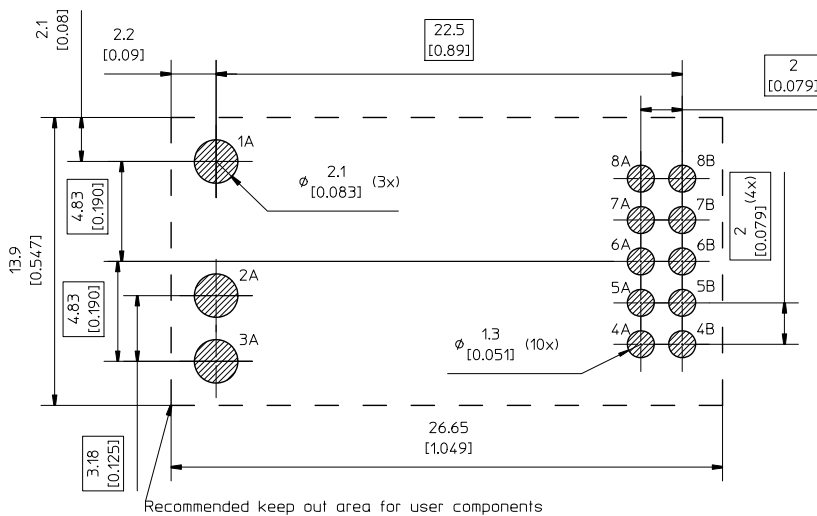 2.1
[0.08]
2.2
[0.09]
22.5
[0.89]
2
[0.079]
1A
8A
8B
ϕ 2.1
[0.083] (3x)
4.83
[0.190]
7A
7B
2 (4x)
[0.079]
13.9
[0.547]
6A
6B
2A
4.83
[0.190]
5A
5B
3A
ϕ 1.3
[0.051] (10x)
4A
4B
26.65
[1.049]
3.18
[0.125]
Recommended keep out area for user components